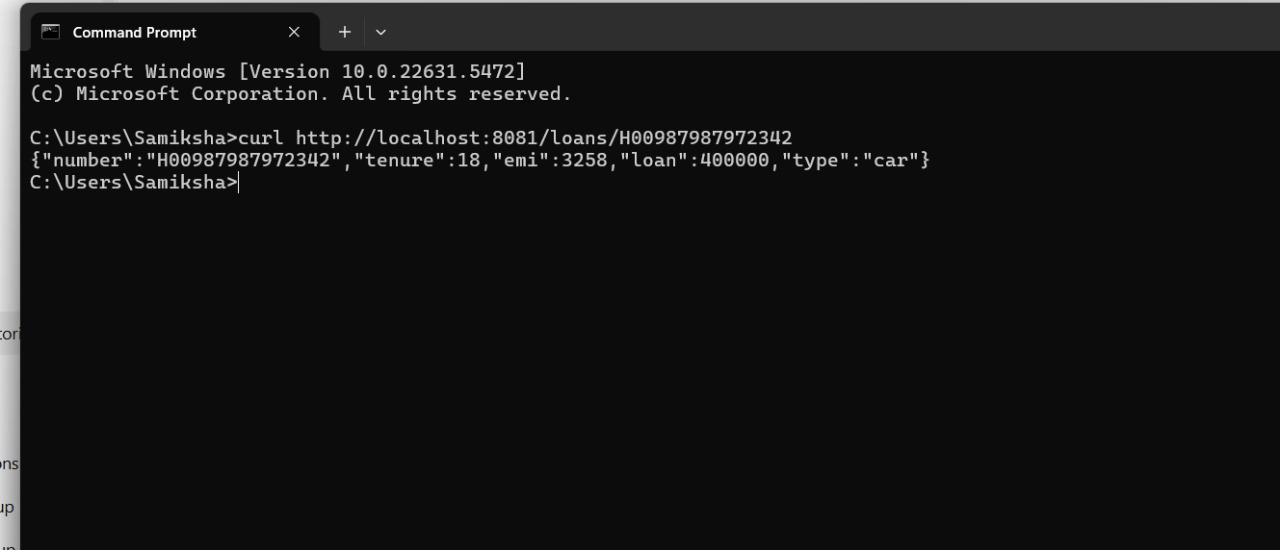 Command Prompt
Microsoft Windows [Version 10.0.22631.5472]
(c) Microsoft Corporation. All rights reserved.
C:\Users\Samiksha>curl http://localhost:8081/loans/H00987987972342
{"number":"H00987987972342","tenure":18,"emi":3258,"loan":400000,"type":"car"}
C:\Users\Samiksha>
tori
ons
up